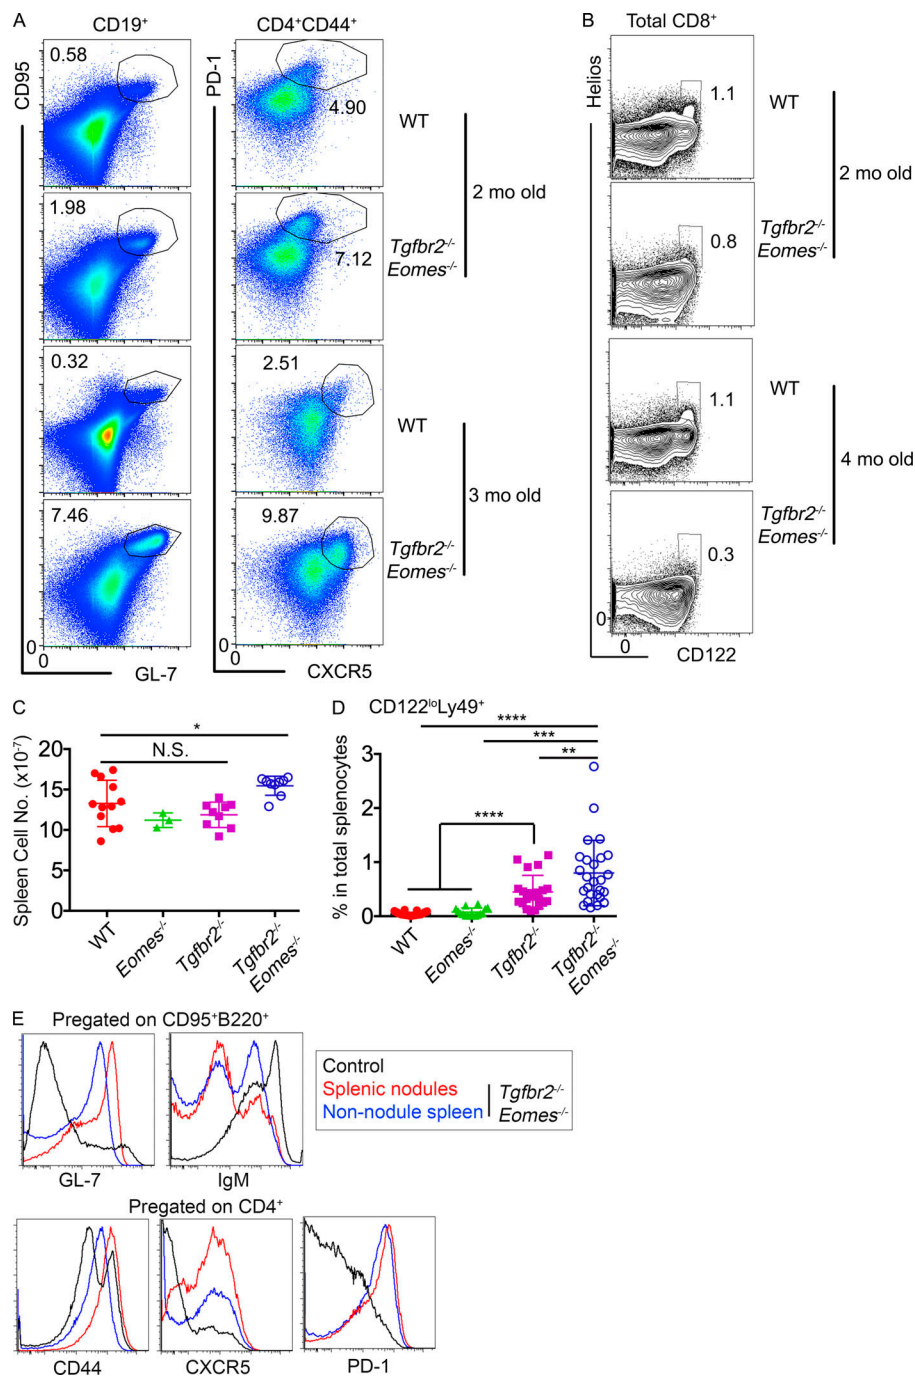 A
CD19⁺
CD4⁺CD44⁺
CD95
PD-1
0.58
4.90
WT
1.98
7.12
Tgfbr2⁻/⁻
Eomes⁻/⁻
2 mo old
0.32
2.51
WT
7.46
9.87
Tgfbr2⁻/⁻
Eomes⁻/⁻
3 mo old
0
0
0
0
GL-7
CXCR5
B
Total CD8⁺
Helios
1.1
WT
0.8
Tgfbr2⁻/⁻
Eomes⁻/⁻
2 mo old
1.1
WT
0.3
Tgfbr2⁻/⁻
Eomes⁻/⁻
4 mo old
0
0
CD122
C
*
N.S.
Spleen Cell No. (x10⁻⁷)
20
15
10
5
0
WT
Eomes⁻/⁻
Tgfbr2⁻/⁻
Tgfbr2⁻/⁻
Eomes⁻/⁻
D
CD122ˡᵒLy49⁺
****
***
**
****
% in total splenocytes
3
2
1
0
WT
Eomes⁻/⁻
Tgfbr2⁻/⁻
Tgfbr2⁻/⁻
Eomes⁻/⁻
E
Pregated on CD95⁺B220⁺
GL-7
IgM
Control
Splenic nodules
Non-nodule spleen
Tgfbr2⁻/⁻
Eomes⁻/⁻
Pregated on CD4⁺
CD44
CXCR5
PD-1